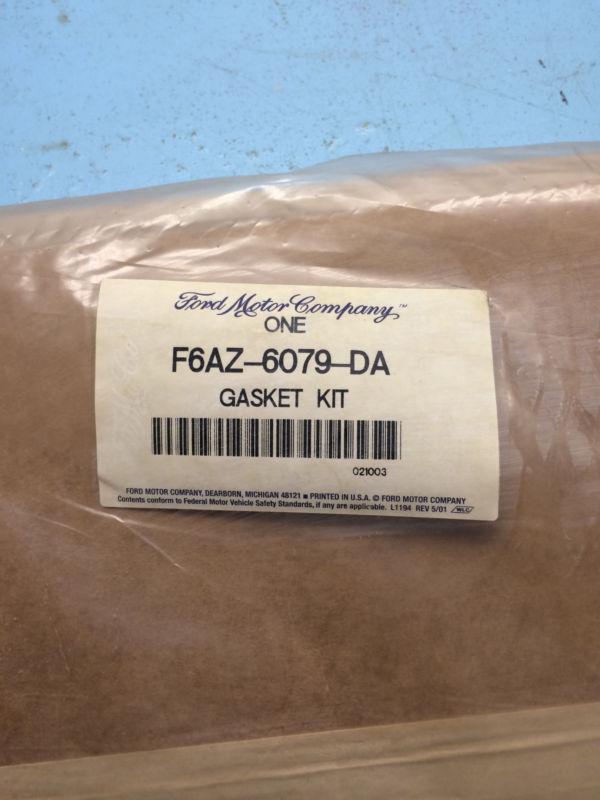 Ford Motor Company™
ONE
F6AZ-6079-DA
GASKET KIT
021003
FORD MOTOR COMPANY, DEARBORN, MICHIGAN 48121 ■ PRINTED IN U.S.A. © FORD MOTOR COMPANY
Contents conform to Federal Motor Vehicle Safety Standards, if any are applicable. L1194 REV 5/01 WLC